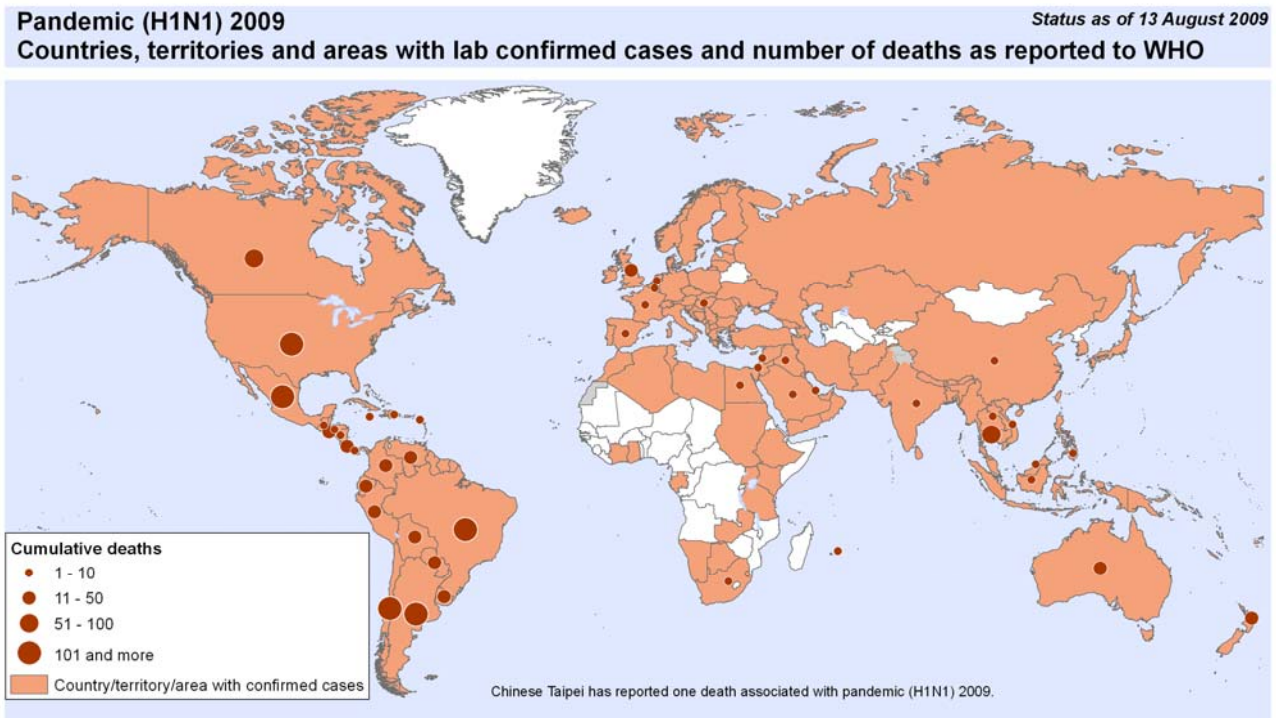 Pandemic (H1N1) 2009
Status as of 13 August 2009
Countries, territories and areas with lab confirmed cases and number of deaths as reported to WHO
Cumulative deaths
1 - 10
11 - 50
51 - 100
101 and more
Country/territory/area with confirmed cases
Chinese Taipei has reported one death associated with pandemic (H1N1) 2009.